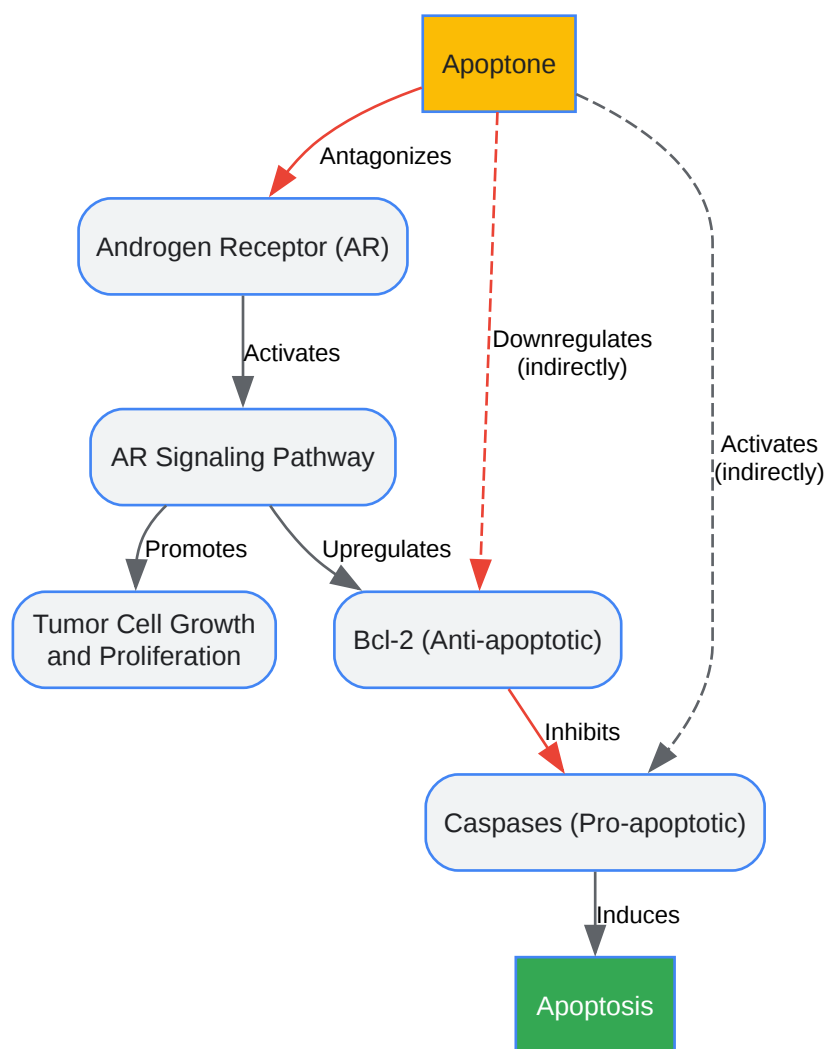 Apoptone
Antagonizes
Androgen Receptor (AR)
Downregulates
(indirectly)
Activates
Activates
(indirectly)
AR Signaling Pathway
Promotes
Upregulates
Tumor Cell Growth
and Proliferation
Bcl-2 (Anti-apoptotic)
Inhibits
Caspases (Pro-apoptotic)
Induces
Apoptosis